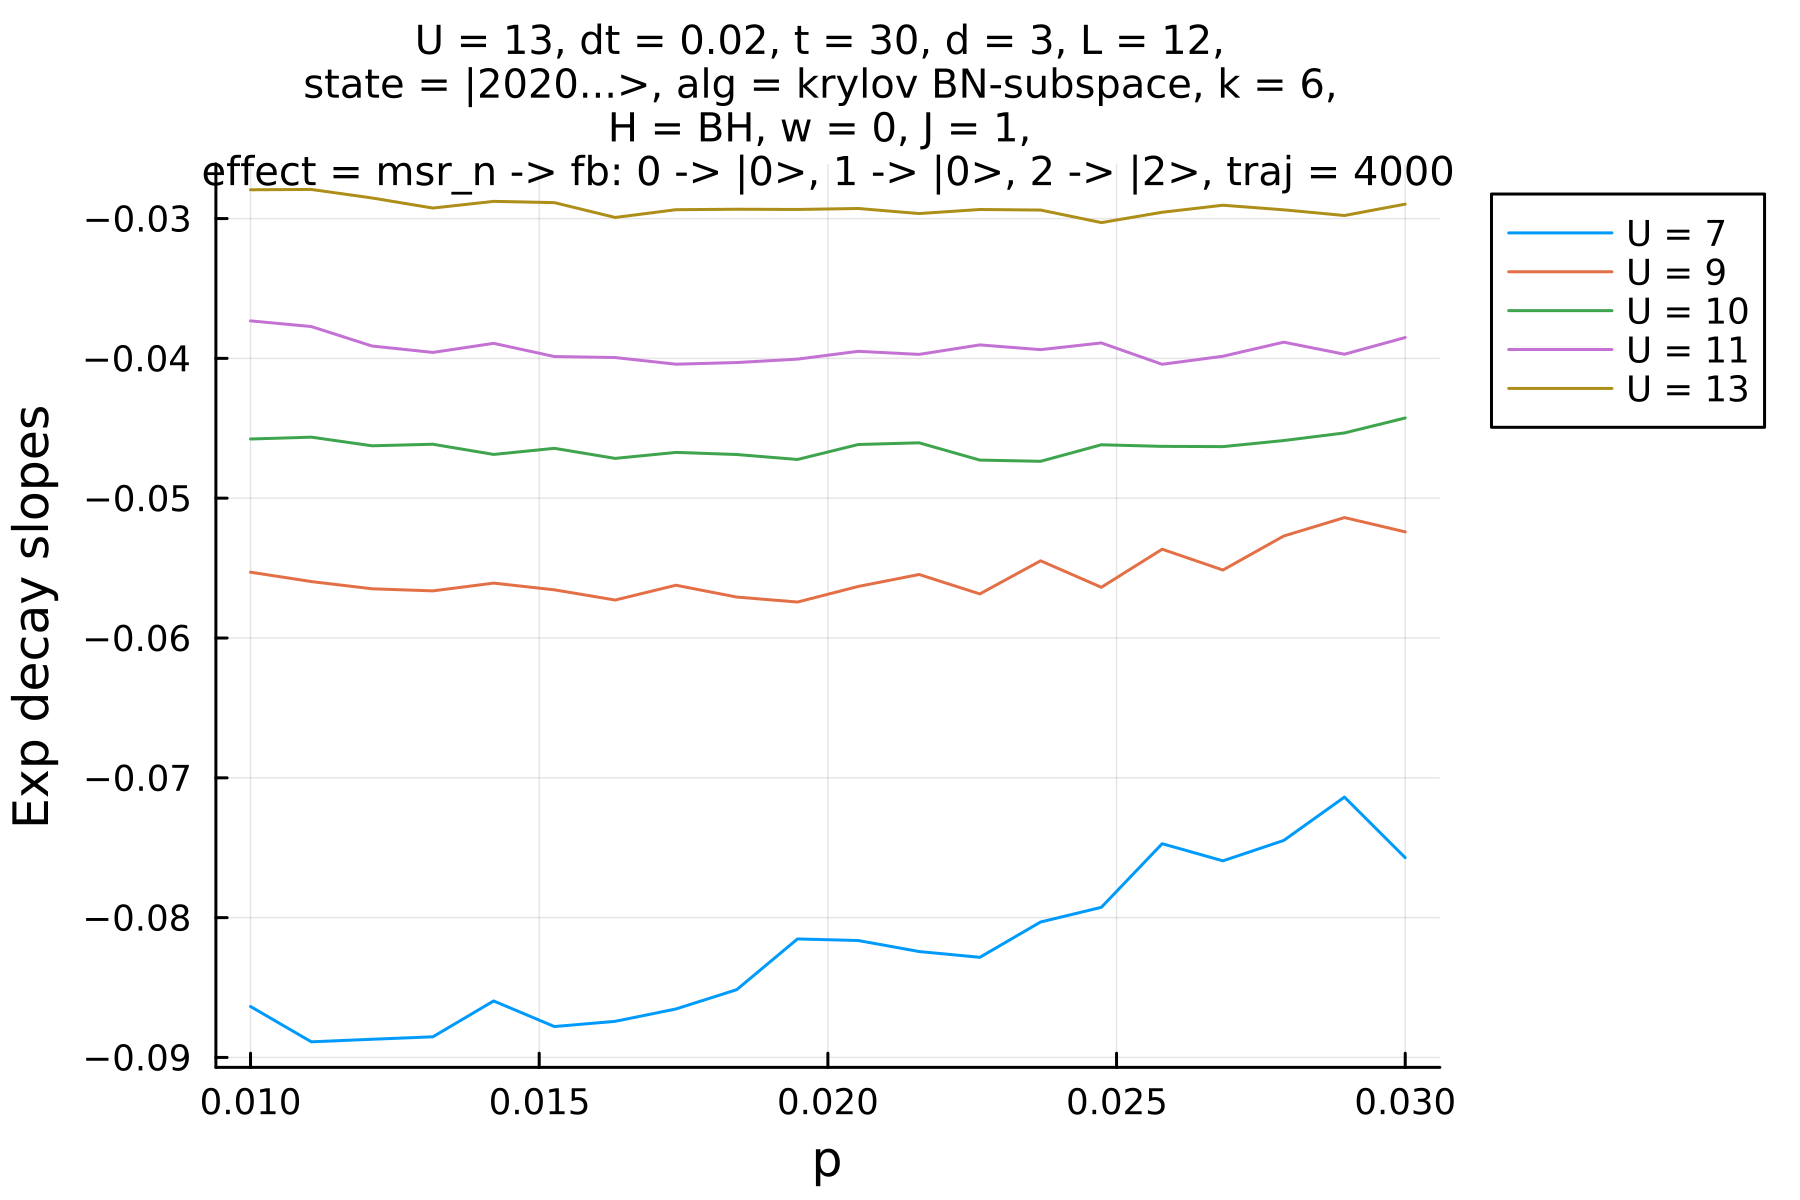 U = 13, dt = 0.02, t = 30, d = 3, L = 12,
state = |2020...>, alg = krylov BN-subspace, k = 6,
H = BH, w = 0, J = 1,
effect = msr_n -> fb: 0 -> |0>, 1 -> |0>, 2 -> |2>, traj = 4000
U = 7
U = 9
U = 10
U = 11
U = 13
Exp decay slopes
−0.03
−0.04
−0.05
−0.06
−0.07
−0.08
−0.09
0.010
0.015
0.020
0.025
0.030
p